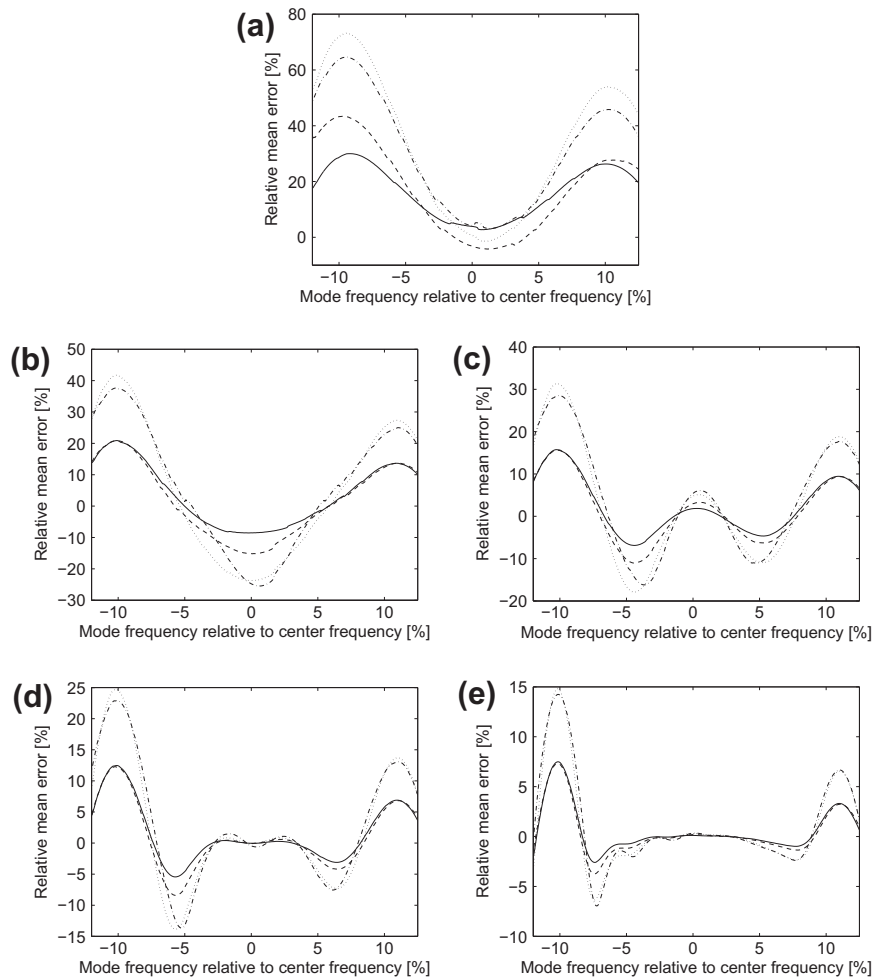 (a)
Relative mean error [%]
80
60
40
20
0
−10 −5 0 5 10
Mode frequency relative to center frequency [%]
(b)
Relative mean error [%]
50
40
30
20
10
0
−10
−20
−30
−10 −5 0 5 10
Mode frequency relative to center frequency [%]
(c)
Relative mean error [%]
40
30
20
10
0
−10
−20
−10 −5 0 5 10
Mode frequency relative to center frequency [%]
(d)
Relative mean error [%]
25
20
15
10
5
0
−5
−10
−15
−10 −5 0 5 10
Mode frequency relative to center frequency [%]
(e)
Relative mean error [%]
15
10
5
0
−5
−10
−10 −5 0 5 10
Mode frequency relative to center frequency [%]